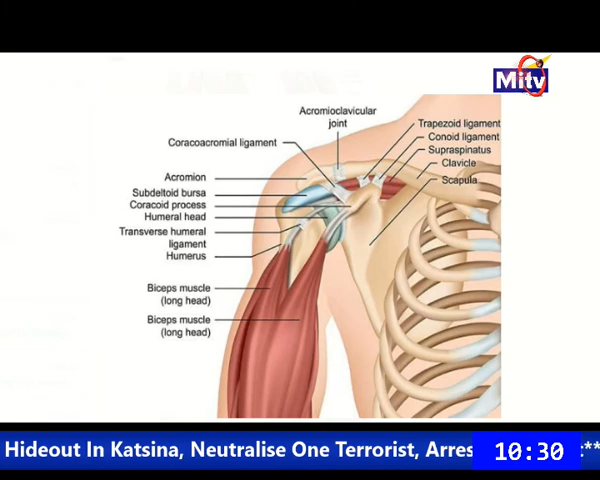 Mitv
Acromioclavicular
joint
Trapezoid ligament
Coracoacromial ligament
Conoid ligament
Supraspinatus
Clavicle
Acromion
Scapula
Subdeltoid bursa
Coracoid process
Humeral head
Transverse humeral
ligament
Humerus
Biceps muscle
(long head)
Biceps muscle
(long head)
Hideout In Katsina, Neutralise One Terrorist, Arres
10:30